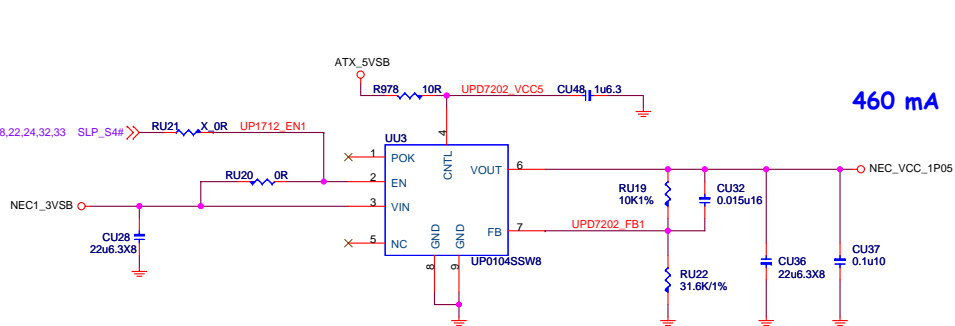 ATX_5VSB
R978 10R UPD7202_VCC5 CU48 1u6.3
460 mA
8,22,24,32,33 SLP_S4# RU21 X_0R UP1712_EN1
UU3
4
1 POK CNTL VOUT 6 NEC_VCC_1P05
RU20 0R 2 EN
RU19
10K1%
CU32
0.015u16
NEC1_3VSB 3 VIN
UPD7202_FB1
FB 7
CU28
22u6.3X8
5 NC GND GND
8 9 UP0104SSW8
RU22
31.6K/1%
CU36
22u6.3X8
CU37
0.1u10